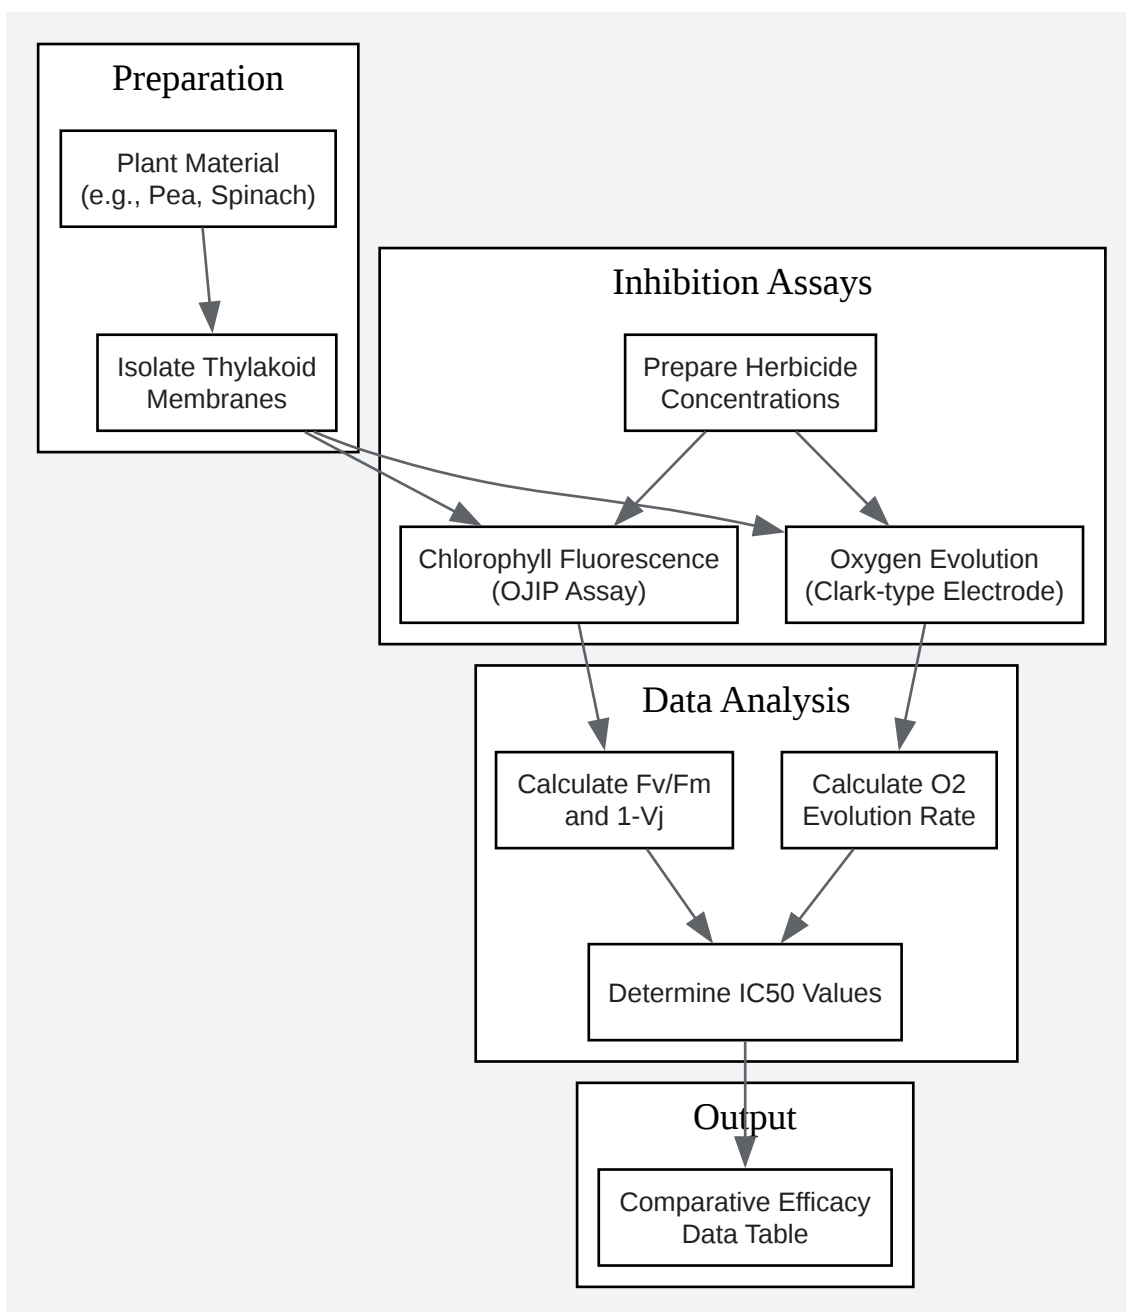 Preparation
Plant Material
(e.g., Pea, Spinach)
Isolate Thylakoid
Membranes
Inhibition Assays
Prepare Herbicide
Concentrations
Chlorophyll Fluorescence
(OJIP Assay)
Oxygen Evolution
(Clark-type Electrode)
Data Analysis
Calculate Fv/Fm
and 1-Vj
Calculate O2
Evolution Rate
Determine IC50 Values
Output
Comparative Efficacy
Data Table